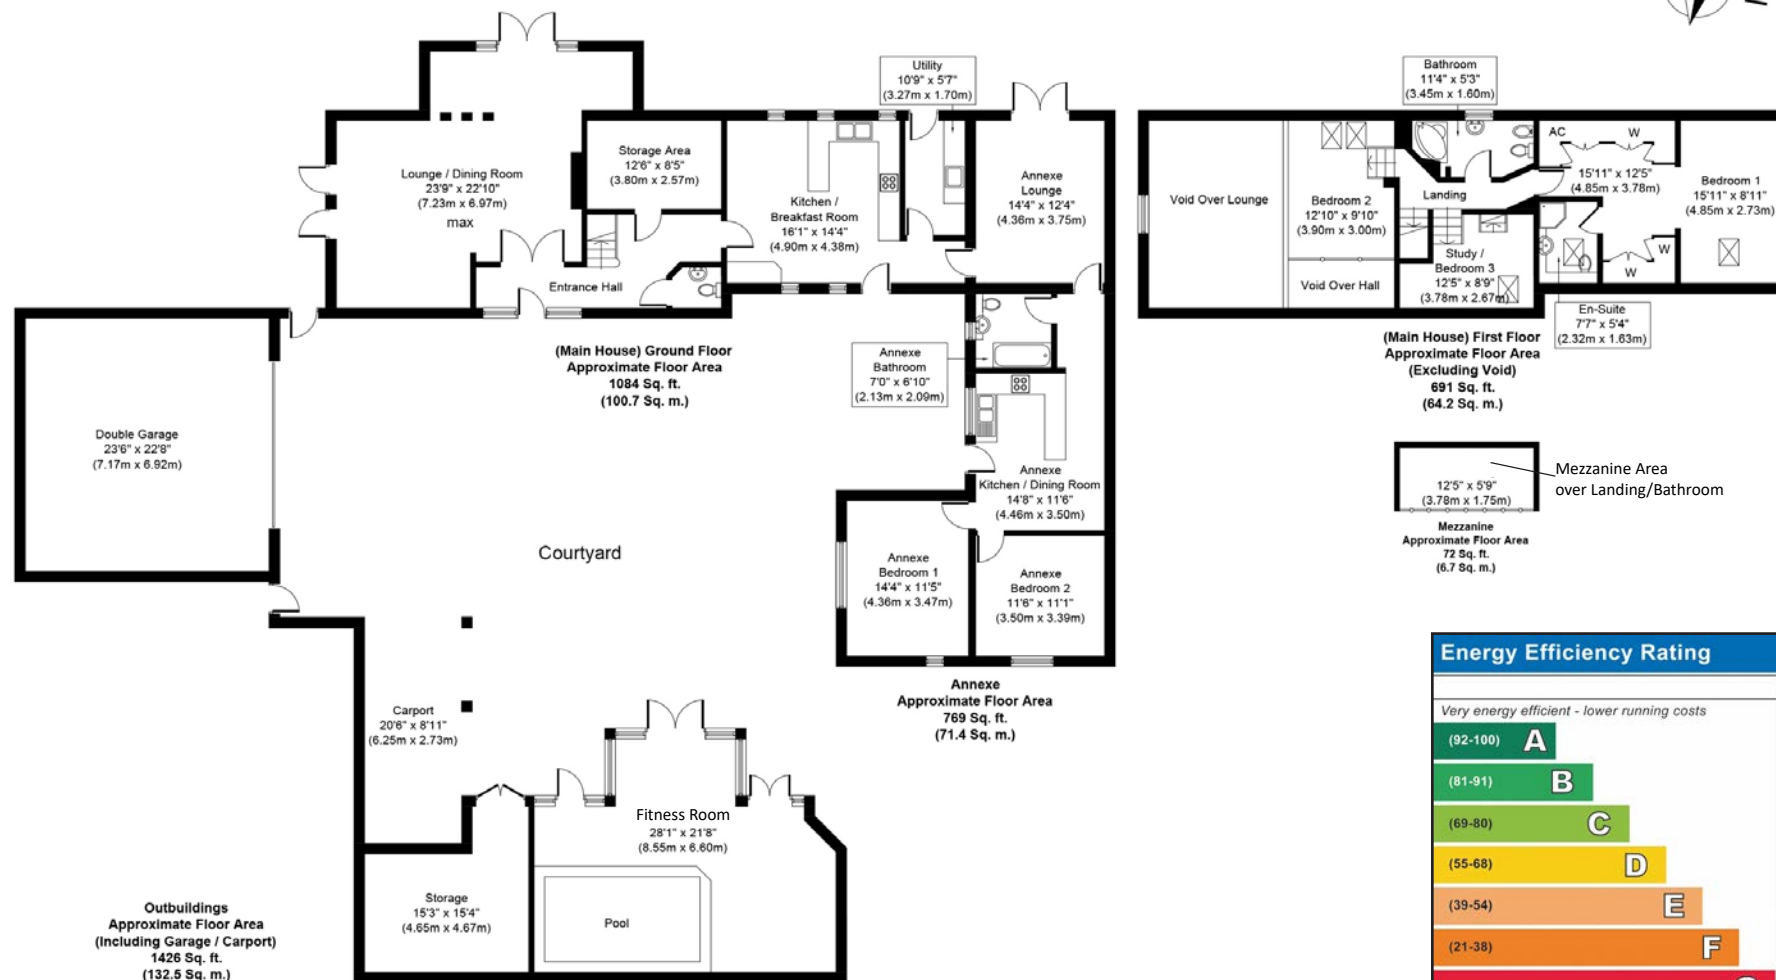 Utility
10'9" x 5'7"
(3.27m x 1.70m)
Bathroom
11'4" x 5'3"
(3.45m x 1.60m)
Storage Area
12'6" x 8'5"
(3.80m x 2.57m)
Lounge / Dining Room
23'9" x 22'10"
(7.23m x 6.97m)
max
Kitchen /
Breakfast Room
16'1" x 14'4"
(4.90m x 4.38m)
Annexe
Lounge
14'4" x 12'4"
(4.36m x 3.75m)
Entrance Hall
Void Over Lounge
Bedroom 2
12'10" x 9'10"
(3.90m x 3.00m)
Void Over Hall
Landing
Study /
Bedroom 3
12'5" x 8'9"
(3.78m x 2.67m)
AC
W
15'11" x 12'5"
(4.85m x 3.78m)
W
W
Bedroom 1
15'11" x 8'11"
(4.85m x 2.73m)
En-Suite
7'7" x 5'4"
(2.32m x 1.63m)
(Main House) Ground Floor
Approximate Floor Area
1084 Sq. ft.
(100.7 Sq. m.)
Annexe
Bathroom
7'0" x 6'10"
(2.13m x 2.09m)
(Main House) First Floor
Approximate Floor Area
(Excluding Void)
691 Sq. ft.
(64.2 Sq. m.)
Double Garage
23'6" x 22'8"
(7.17m x 6.92m)
Annexe
Kitchen / Dining Room
14'8" x 11'6"
(4.46m x 3.50m)
12'5" x 5'9"
(3.78m x 1.75m)
Mezzanine Area
over Landing/Bathroom
Mezzanine
Approximate Floor Area
72 Sq. ft.
(6.7 Sq. m.)
Courtyard
Annexe
Bedroom 1
14'4" x 11'5"
(4.36m x 3.47m)
Annexe
Bedroom 2
11'6" x 11'1"
(3.50m x 3.39m)
Annexe
Approximate Floor Area
769 Sq. ft.
(71.4 Sq. m.)
Carport
20'6" x 8'11"
(6.25m x 2.73m)
Fitness Room
28'1" x 21'8"
(8.55m x 6.60m)
Storage
15'3" x 15'4"
(4.65m x 4.67m)
Pool
Outbuildings
Approximate Floor Area
(Including Garage / Carport)
1426 Sq. ft.
(132.5 Sq. m.)
Energy Efficiency Rating
Very energy efficient - lower running costs
(92-100) A
(81-91) B
(69-80) C
(55-68) D
(39-54) E
(21-38) F